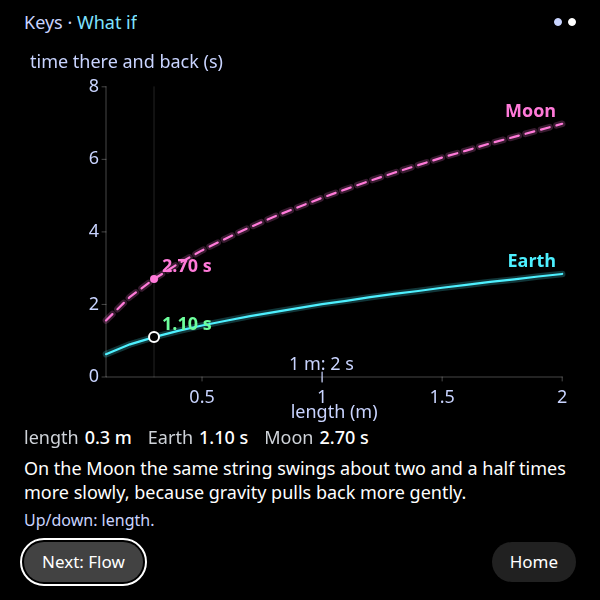 Keys · What if
time there and back (s)
8
Moon
6
4
2.70 s
Earth
2
1.10 s
1 m: 2 s
0
0.5
1
1.5
2
length (m)
length 0.3 m Earth 1.10 s Moon 2.70 s
On the Moon the same string swings about two and a half times
more slowly, because gravity pulls back more gently.
Up/down: length.
Next: Flow
Home